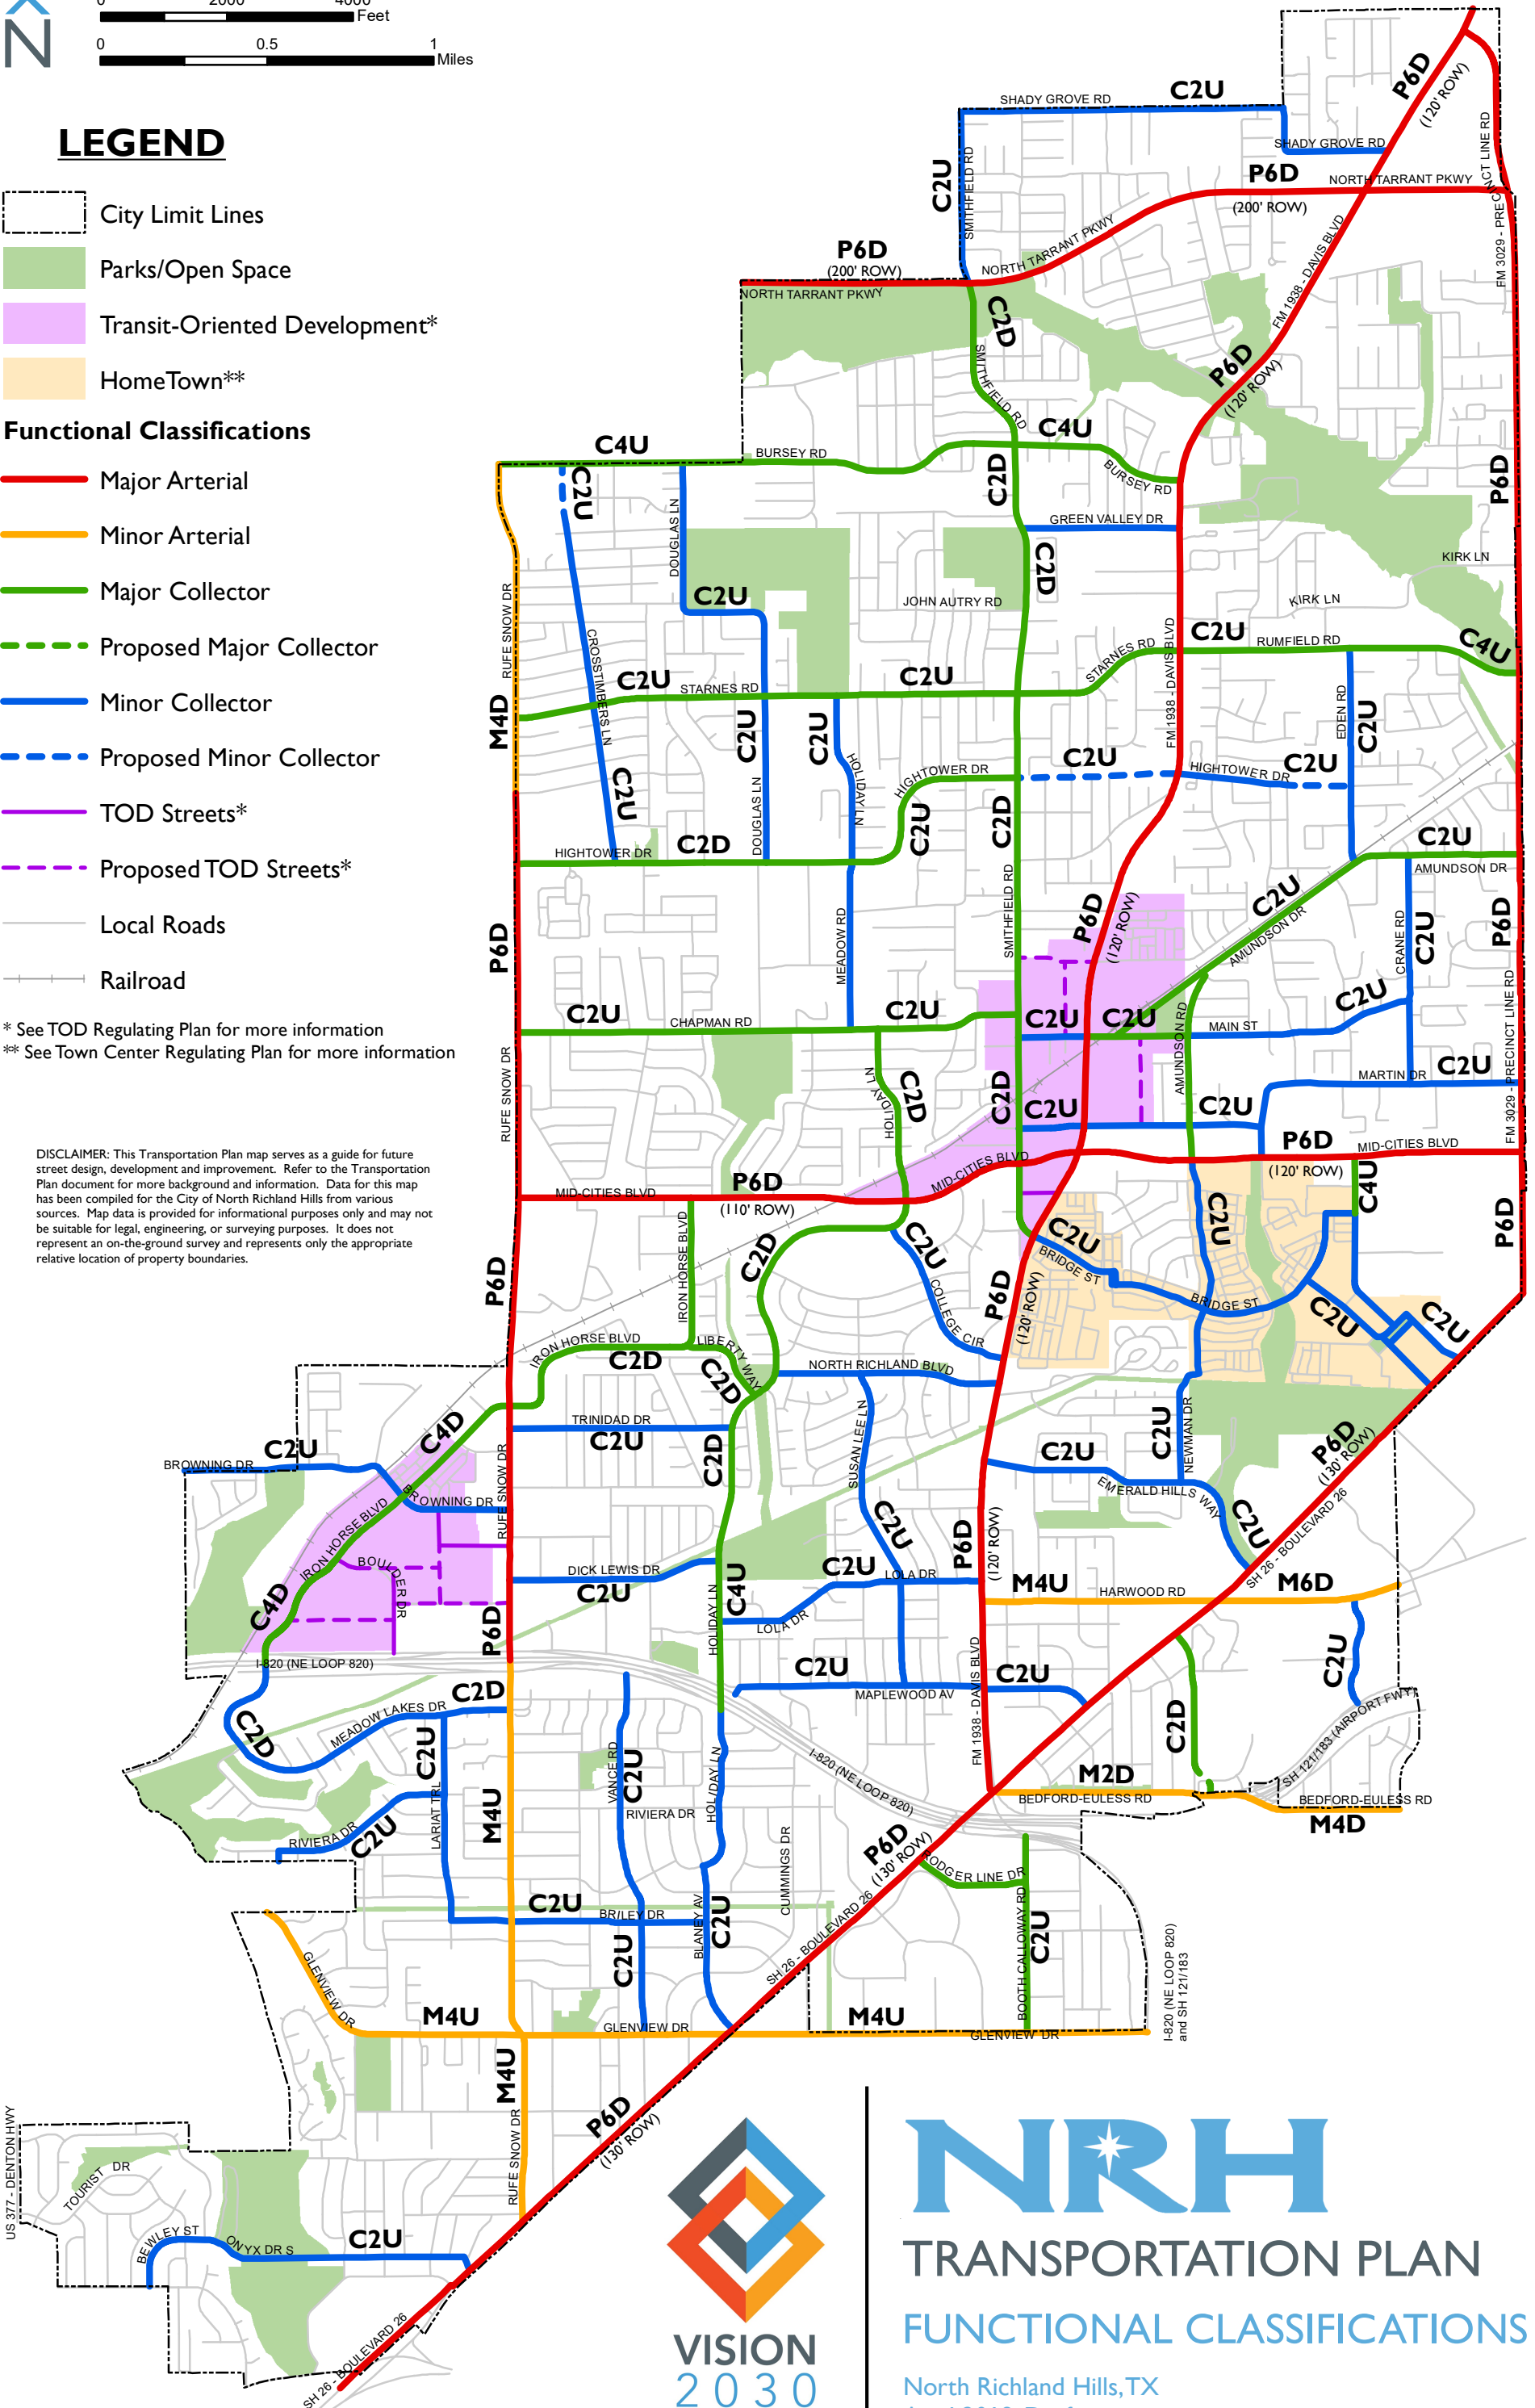 N
0 2000 4000
Feet
0 0.5 1
Miles
LEGEND
City Limit Lines
Parks/Open Space
Transit-Oriented Development*
HomeTown**
Functional Classifications
Major Arterial
Minor Arterial
Major Collector
Proposed Major Collector
Minor Collector
Proposed Minor Collector
TOD Streets*
Proposed TOD Streets*
Local Roads
Railroad
* See TOD Regulating Plan for more information
** See Town Center Regulating Plan for more information
DISCLAIMER: This Transportation Plan map serves as a guide for future
street design, development and improvement. Refer to the Transportation
Plan document for more background and information. Data for this map
has been compiled for the City of North Richland Hills from various
sources. Map data is provided for informational purposes only and may not
be suitable for legal, engineering, or surveying purposes. It does not
represent an on-the-ground survey and represents only the appropriate
relative location of property boundaries.
P6D
(120' ROW)
SHADY GROVE RD
C2U
SHADY GROVE RD
FM 3029 - PRECINCT LINE RD
C2U
SMITHFIELD RD
P6D
(200' ROW)
NORTH TARRANT PKWY
P6D
(200' ROW)
NORTH TARRANT PKWY
NORTH TARRANT PKWY
FM 1938 - DAVIS BLVD
C2D
SMITHFIELD RD
P6D
(120' ROW)
C4U
BURSEY RD
C4U
BURSEY RD
C2U
C2D
P6D
DOUGLAS LN
GREEN VALLEY DR
C2D
KIRK LN
RUFE SNOW DR
C2U
JOHN AUTRY RD
KIRK LN
CROSSTIMBERS LN
C2U
STARNES RD
C2U
STARNES RD
C2U
RUMFIELD RD
C4U
FM 1938 - DAVIS BLVD
M4D
C2U
C2U
EDEN RD
C2U
HOLIDAY LN
HIGHTOWER DR
C2U
HIGHTOWER DR
C2U
C2U
DOUGLAS LN
C2U
C2D
HIGHTOWER DR
C2D
C2U
AMUNDSON DR
SMITHFIELD RD
P6D
(120' ROW)
C2U
AMUNDSON DR
CRANE RD
C2U
P6D
P6D
MEADOW RD
C2U
CHAPMAN RD
C2U
C2U
C2U
MAIN ST
C2U
AMUNDSON RD
FM 3029 - PRECINCT LINE RD
RUFE SNOW DR
HOLIDAY LN
C2D
C2D
C2U
C2U
MARTIN DR
C2U
P6D
(120' ROW)
MID-CITIES BLVD
MID-CITIES BLVD
MID-CITIES BLVD
P6D
(110' ROW)
C4U
C2U
P6D
P6D
IRON HORSE BLVD
C2D
C2U
COLLEGE CIR
P6D
(120' ROW)
C2U
BRIDGE ST
BRIDGE ST
C2U
C2U
IRON HORSE BLVD
C2D
LIBERTY WAY
C2D
NORTH RICHLAND BLVD
C4D
TRINIDAD DR
C2U
C2D
SUSAN LEE LN
C2U
C2U
NEWMAN DR
P6D
(130' ROW)
BROWNING DR
C2U
BROWNING DR
RUFE SNOW DR
IRON HORSE BLVD
EMERALD HILLS WAY
C2U
SH 26 - BOULEVARD 26
C2U
P6D
(120' ROW)
BOULDER DR
C4D
DICK LEWIS DR
C2U
C2U
LOLA DR
C4U
HOLIDAY LN
LOLA DR
M4U
HARWOOD RD
M6D
P6D
I-820 (NE LOOP 820)
C2U
MAPLEWOOD AV
C2U
C2U
FM 1938 - DAVIS BLVD
C2D
MEADOW LAKES DR
C2D
C2D
SH 121/183 (AIRPORT FWY)
C2U
LARIAT TRL
VANCE RD
C2U
HOLIDAY LN
I-820 (NE LOOP 820)
M2D
BEDFORD-EULESS RD
BEDFORD-EULESS RD
M4D
M4U
RIVIERA DR
RIVIERA DR
C2U
CUMMINGS DR
P6D
(130' ROW)
RODGER LINE DR
C2U
BRILEY DR
BLANEY AV
C2U
C2U
BOOTH CALLOWAY RD
C2U
SH 26 - BOULEVARD 26
I-820 (NE LOOP 820)
and SH 121/183
GLENVIEW DR
M4U
GLENVIEW DR
M4U
GLENVIEW DR
M4U
RUFE SNOW DR
P6D
(130' ROW)
US 377 - DENTON HWY
TOURIST DR
BEWLEY ST
ONYX DR S
C2U
SH 26 - BOULEVARD 26
VISION
2030
NRH
TRANSPORTATION PLAN
FUNCTIONAL CLASSIFICATIONS
North Richland Hills, TX